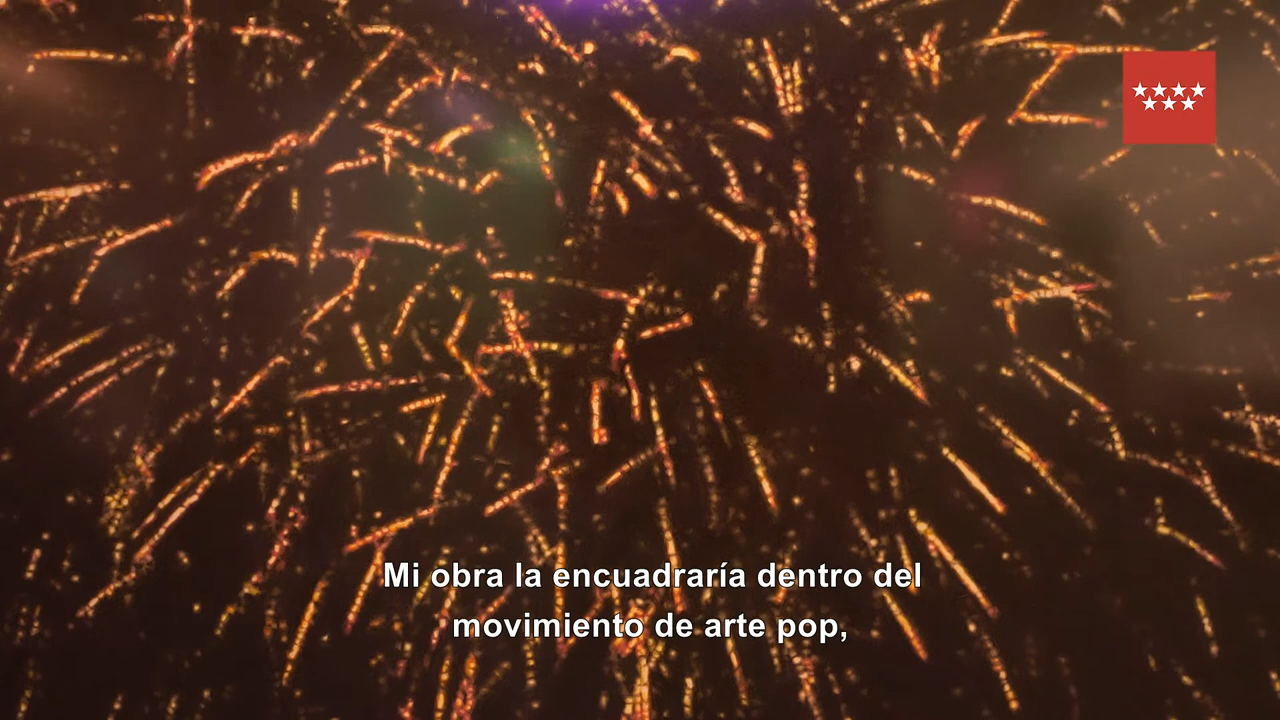 Mi obra la encuadraría dentro del
movimiento de arte pop,